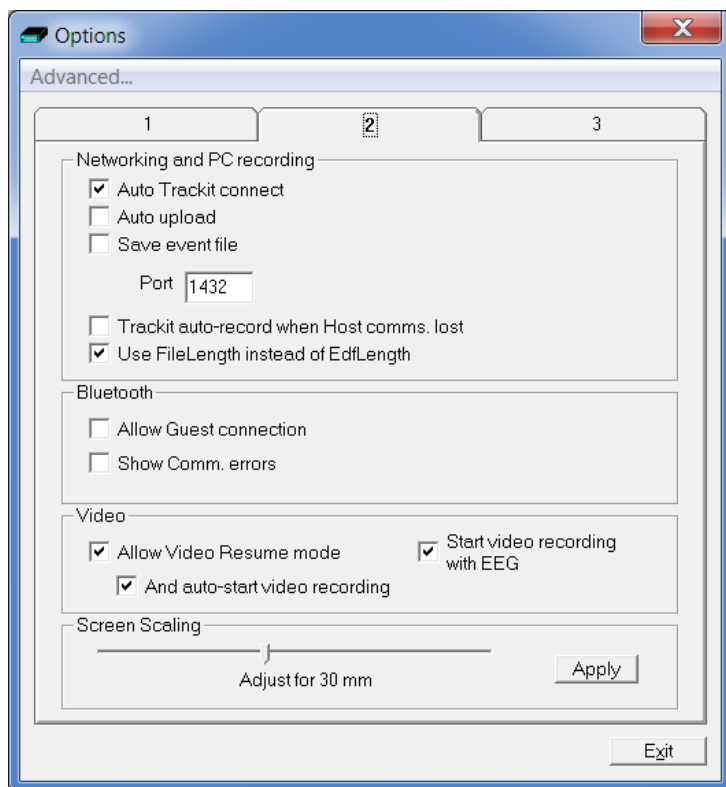 Options
Advanced...
1 2 3
Networking and PC recording
Auto Trackit connect
Auto upload
Save event file
Port 1432
Trackit auto-record when Host comms. lost
Use FileLength instead of EdfLength
Bluetooth
Allow Guest connection
Show Comm. errors
Video
Allow Video Resume mode
And auto-start video recording
Start video recording
with EEG
Screen Scaling
Adjust for 30 mm
Apply
Exit